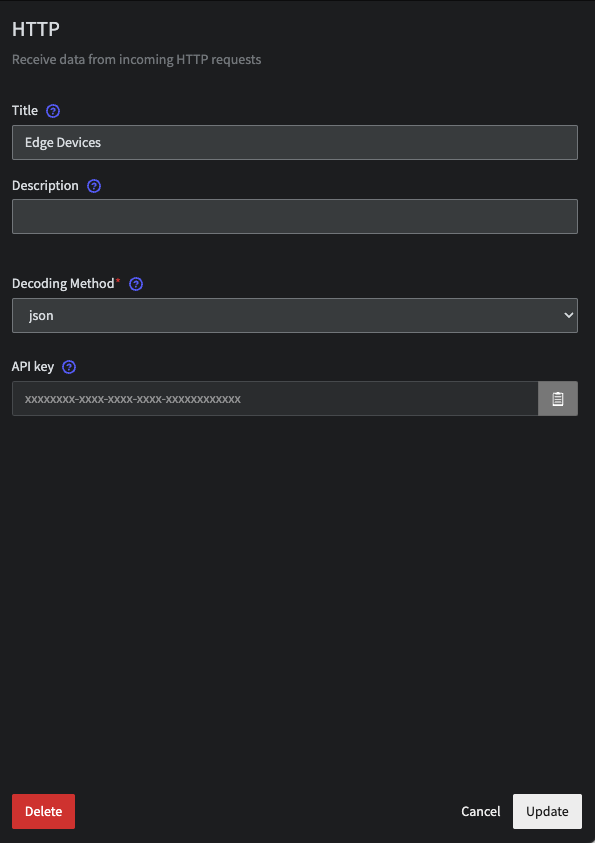 HTTP
Receive data from incoming HTTP requests
Title ?
Edge Devices
Description ?
Decoding Method* ?
json
API key ?
xxxxxxxx-xxxx-xxxx-xxxx-xxxxxxxxxxxx
Delete Cancel Update